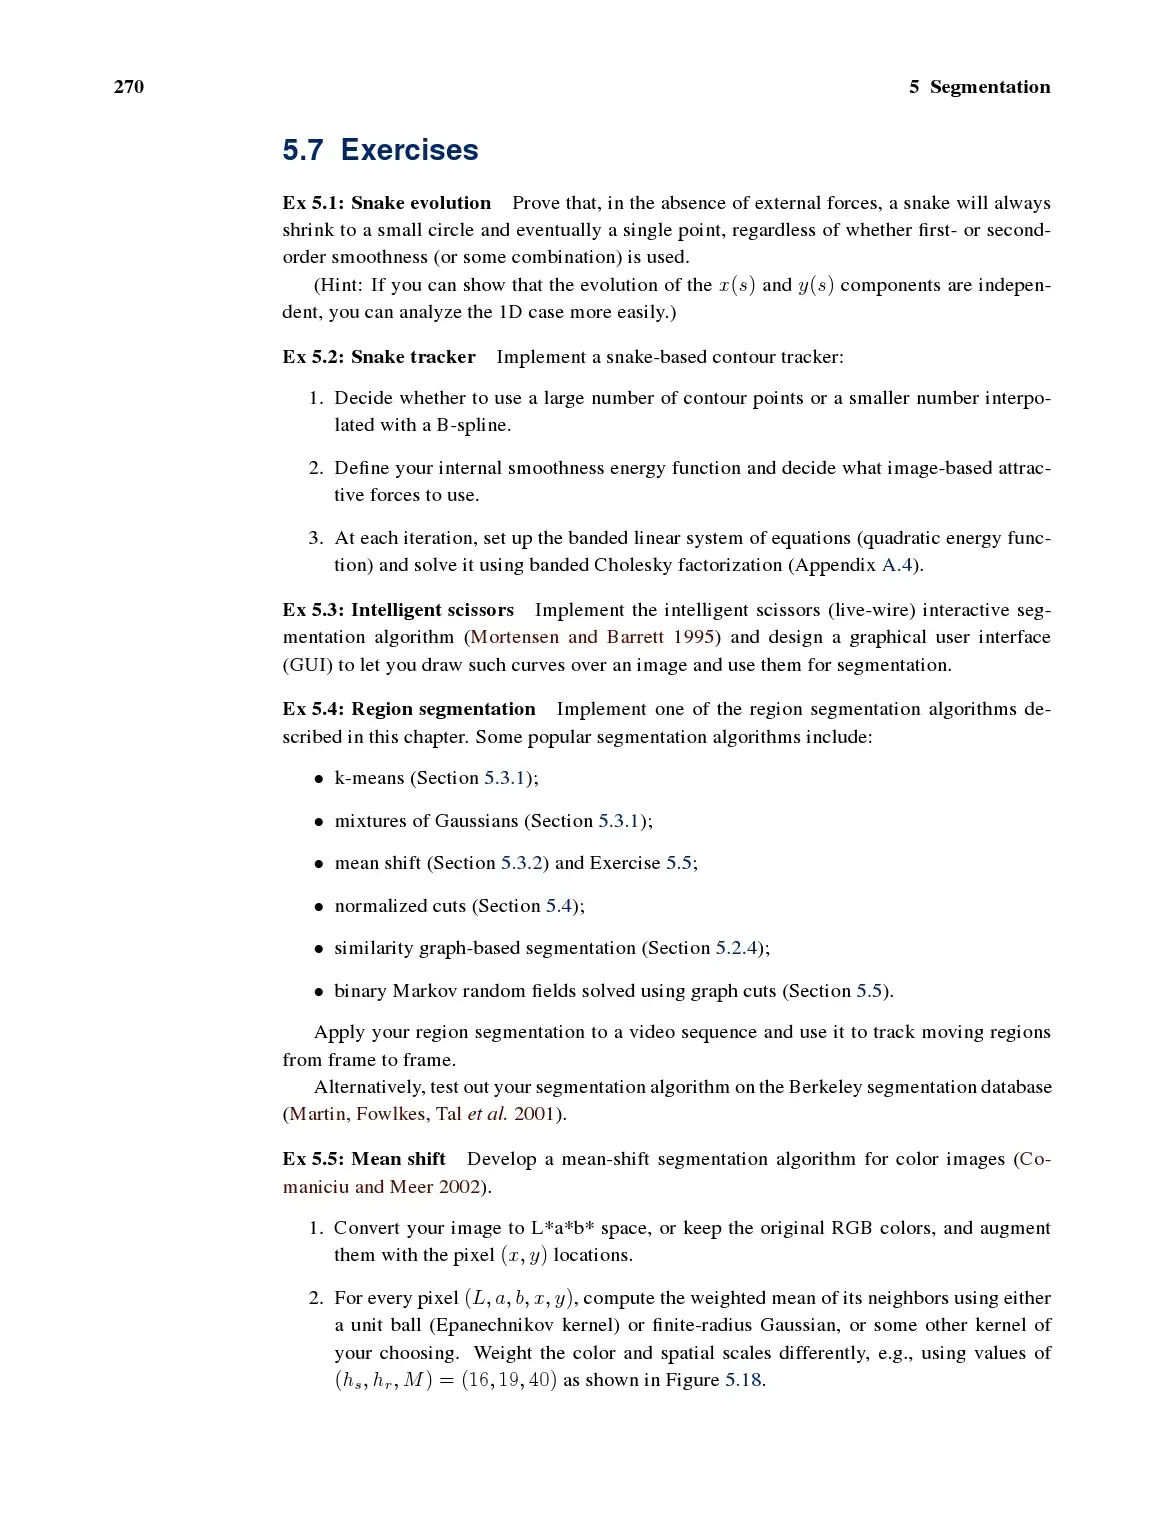 270
5 Segmentation
5.7 Exercises
Ex 5.1: Snake evolution Prove that, in the absence of external forces, a snake will always
shrink to a small circle and eventually a single point, regardless of whether first- or second-
order smoothness (or some combination) is used.
(Hint: If you can show that the evolution of the x(s) and y(s) components are indepen-
dent, you can analyze the 1D case more easily.)
Ex 5.2: Snake tracker Implement a snake-based contour tracker:
1. Decide whether to use a large number of contour points or a smaller number interpo-
lated with a B-spline.
2. Define your internal smoothness energy function and decide what image-based attrac-
tive forces to use.
3. At each iteration, set up the banded linear system of equations (quadratic energy func-
tion) and solve it using banded Cholesky factorization (Appendix A.4).
Ex 5.3: Intelligent scissors Implement the intelligent scissors (live-wire) interactive seg-
mentation algorithm (Mortensen and Barrett 1995) and design a graphical user interface
(GUI) to let you draw such curves over an image and use them for segmentation.
Ex 5.4: Region segmentation Implement one of the region segmentation algorithms de-
scribed in this chapter. Some popular segmentation algorithms include:
• k-means (Section 5.3.1);
• mixtures of Gaussians (Section 5.3.1);
• mean shift (Section 5.3.2) and Exercise 5.5;
• normalized cuts (Section 5.4);
• similarity graph-based segmentation (Section 5.2.4);
• binary Markov random fields solved using graph cuts (Section 5.5).
Apply your region segmentation to a video sequence and use it to track moving regions
from frame to frame.
Alternatively, test out your segmentation algorithm on the Berkeley segmentation database
(Martin, Fowlkes, Tal et al. 2001).
Ex 5.5: Mean shift Develop a mean-shift segmentation algorithm for color images (Co-
maniciu and Meer 2002).
1. Convert your image to L*a*b* space, or keep the original RGB colors, and augment
them with the pixel (x, y) locations.
2. For every pixel (L, a, b, x, y), compute the weighted mean of its neighbors using either
a unit ball (Epanechnikov kernel) or finite-radius Gaussian, or some other kernel of
your choosing. Weight the color and spatial scales differently, e.g., using values of
(hₛ, hᵣ, M) = (16, 19, 40) as shown in Figure 5.18.